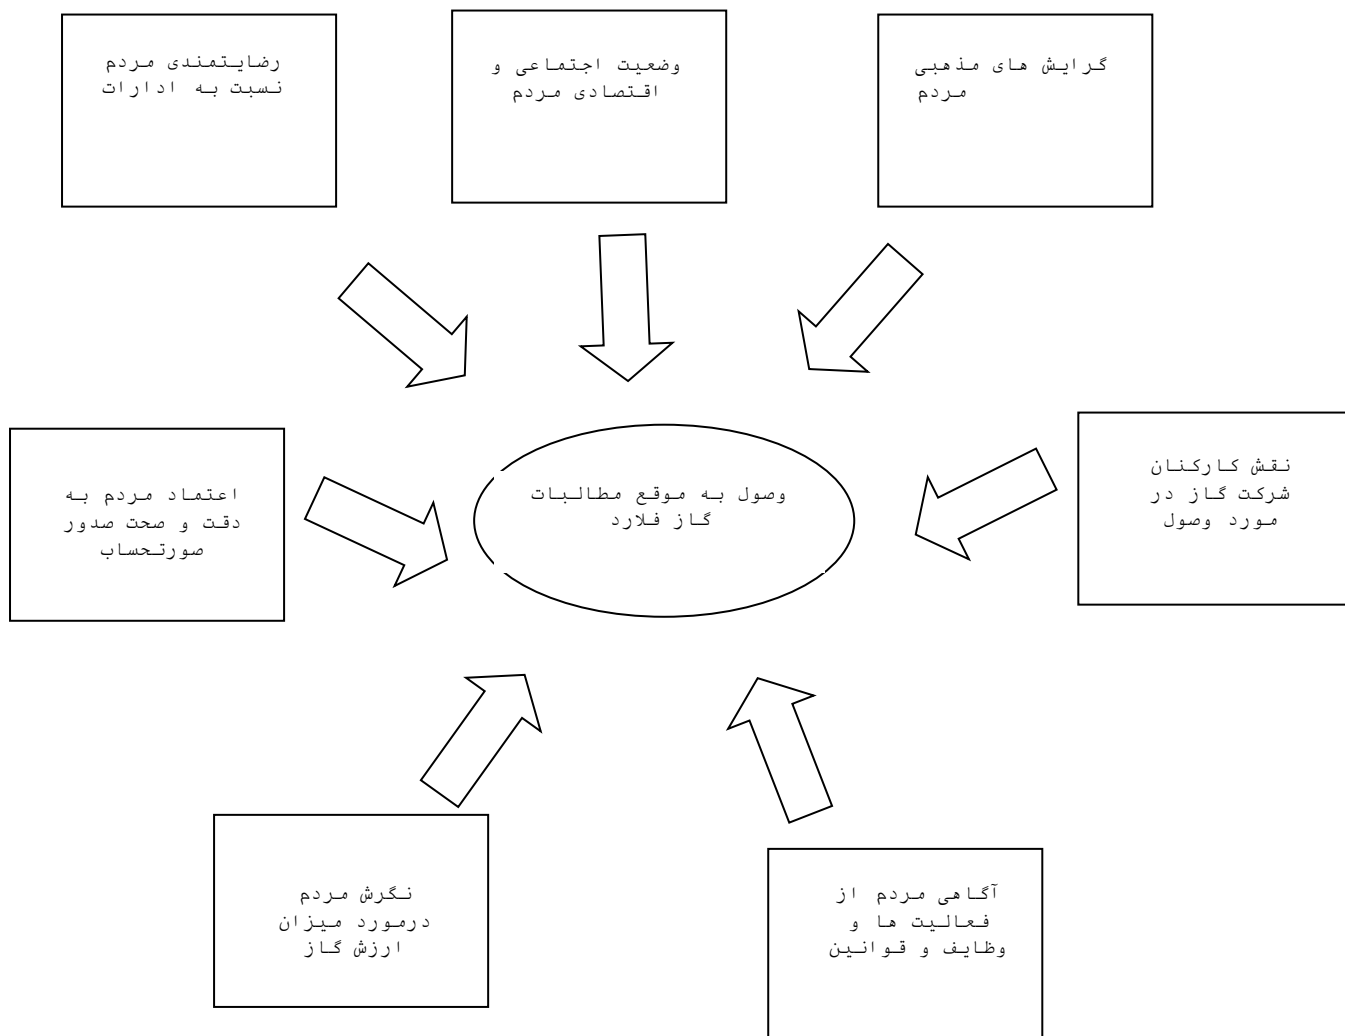 گرایش های مذهبی
مردم
وضعیت اجتماعی و
اقتصادی مردم
رضایتمندی مردم
نسبت به ادارات
نقش کارکنان
شرکت گاز در
مورد وصول
وصول به موقع مطالبات
گاز فلارد
اعتماد مردم به
دقت و صحت صدور
صورتحساب
آگاهی مردم از
فعالیت ها و
وظایف و قوانین
نگرش مردم
درمورد میزان
ارزش گاز